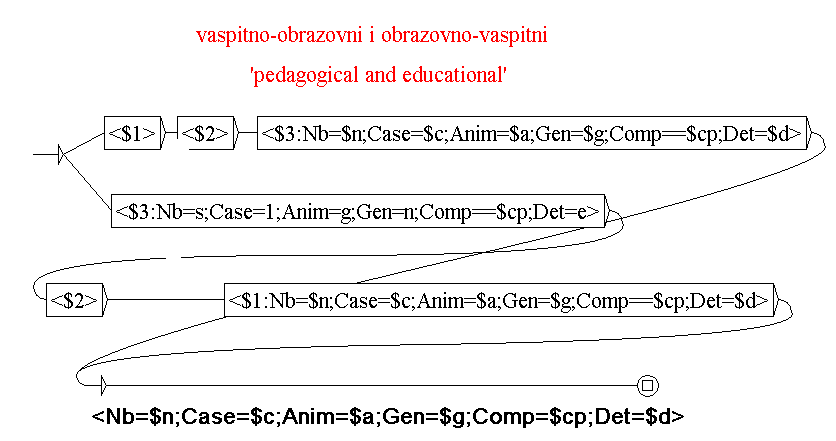 vaspitno-obrazovni i obrazovno-vaspitni
'pedagogical and educational'
<$1> <$2> <$3:Nb=$n;Case=$c;Anim=$a;Gen=$g;Comp==$cp;Det=$d>
<$3:Nb=s;Case=1;Anim=g;Gen=n;Comp==$cp;Det=e>
<$2> <$1:Nb=$n;Case=$c;Anim=$a;Gen=$g;Comp==$cp;Det=$d>
<Nb=$n;Case=$c;Anim=$a;Gen=$g;Comp=$cp;Det=$d>